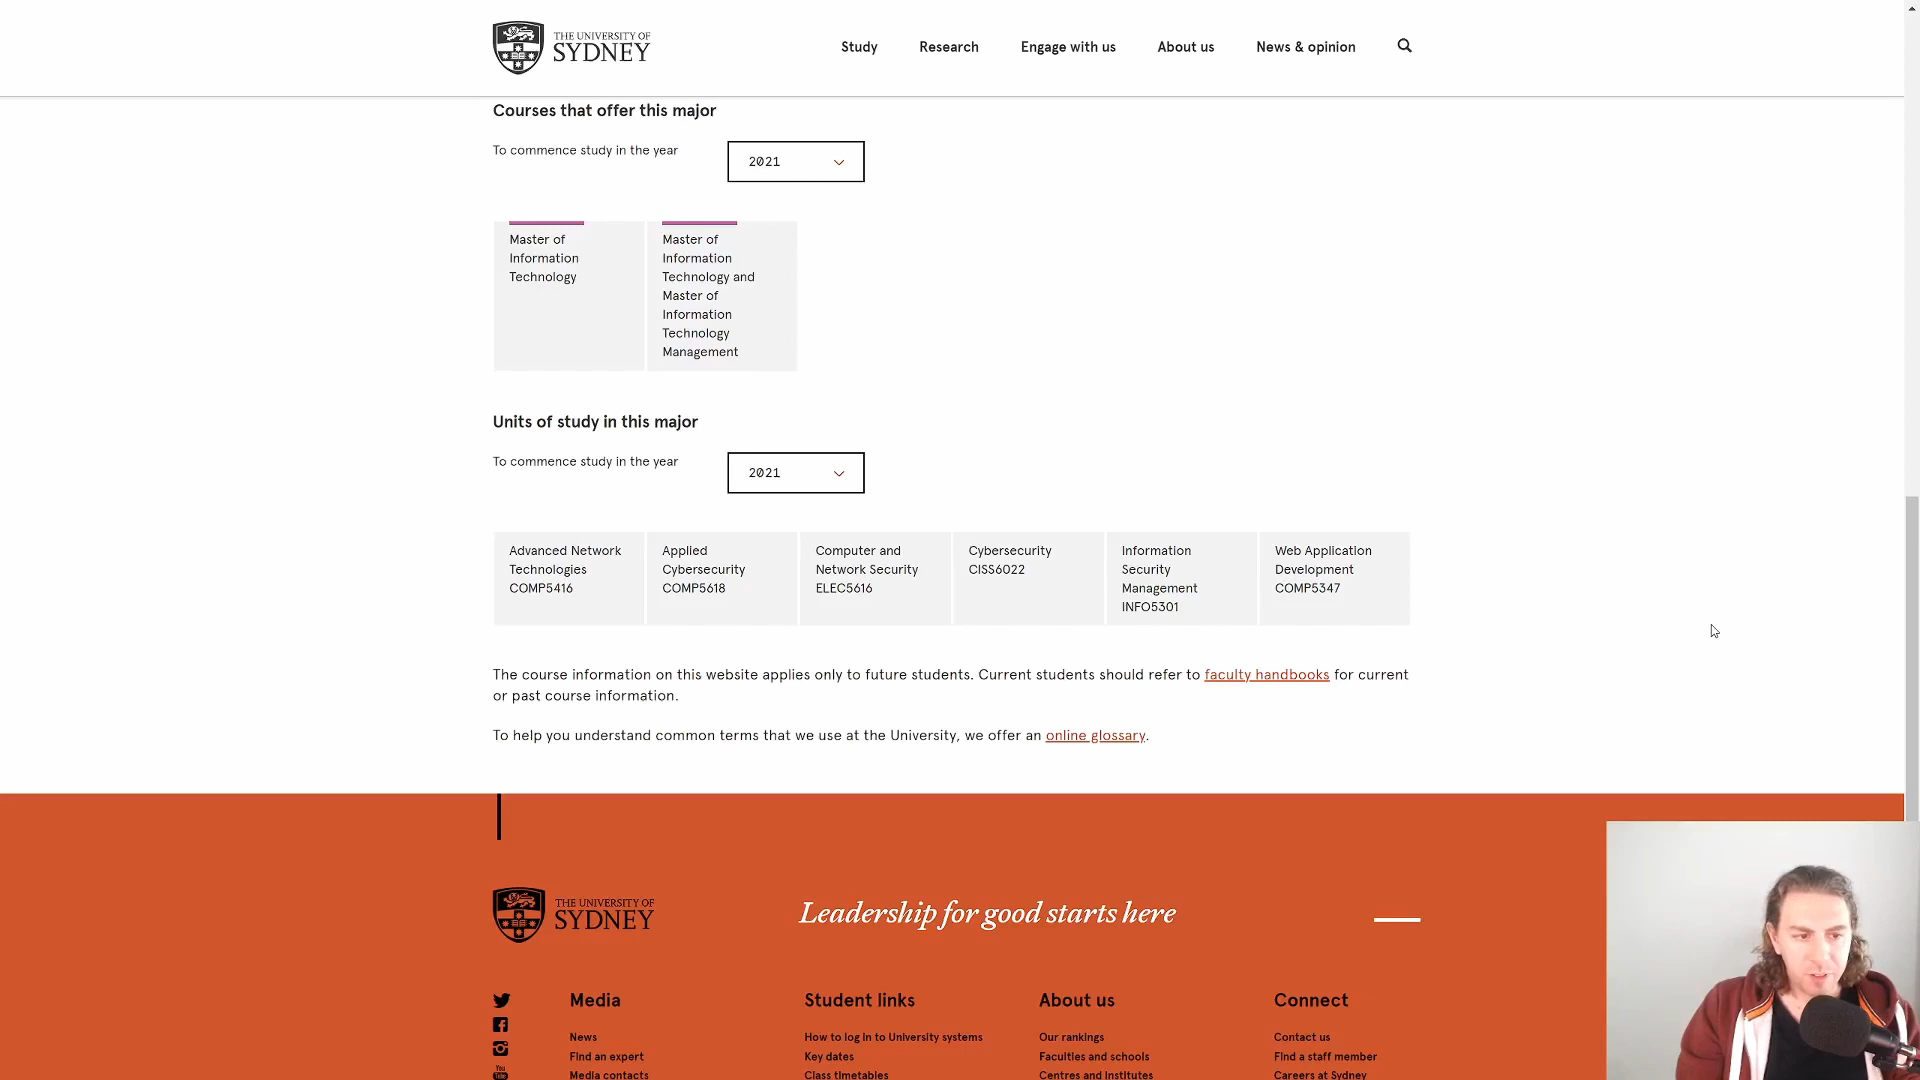 THE UNIVERSITY OF
SYDNEY
Study
Research
Engage with us
About us
News & opinion
Courses that offer this major
To commence study in the year
2021
Master of
Information
Technology
Master of
Information
Technology and
Master of
Information
Technology
Management
Units of study in this major
To commence study in the year
2021
Advanced Network
Technologies
COMP5416
Applied
Cybersecurity
COMP5618
Computer and
Network Security
ELEC5616
Cybersecurity
CISS6022
Information
Security
Management
INFO5301
Web Application
Development
COMP5347
The course information on this website applies only to future students. Current students should refer to faculty handbooks for current
or past course information.
To help you understand common terms that we use at the University, we offer an online glossary.
THE UNIVERSITY OF
SYDNEY
Leadership for good starts here
Media
News
Find an expert
Media contacts
Student links
How to log in to University systems
Key dates
Class timetables
About us
Our rankings
Faculties and schools
Centres and institutes
Connect
Contact us
Find a staff member
Careers at Sydney
You